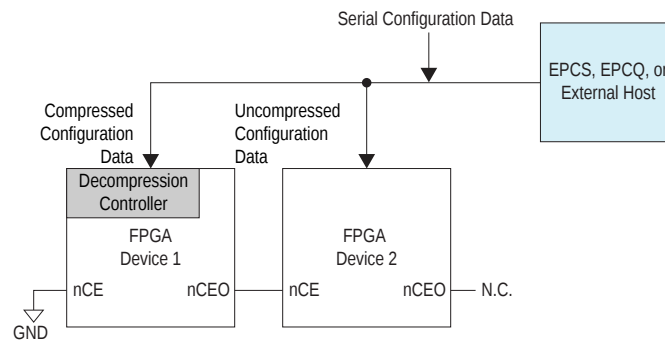 Serial Configuration Data
EPCS, EPCQ, or
External Host
Compressed
Configuration
Data
Uncompressed
Configuration
Data
Decompression
Controller
FPGA
Device 1
FPGA
Device 2
nCE
nCEO
nCE
nCEO
N.C.
GND